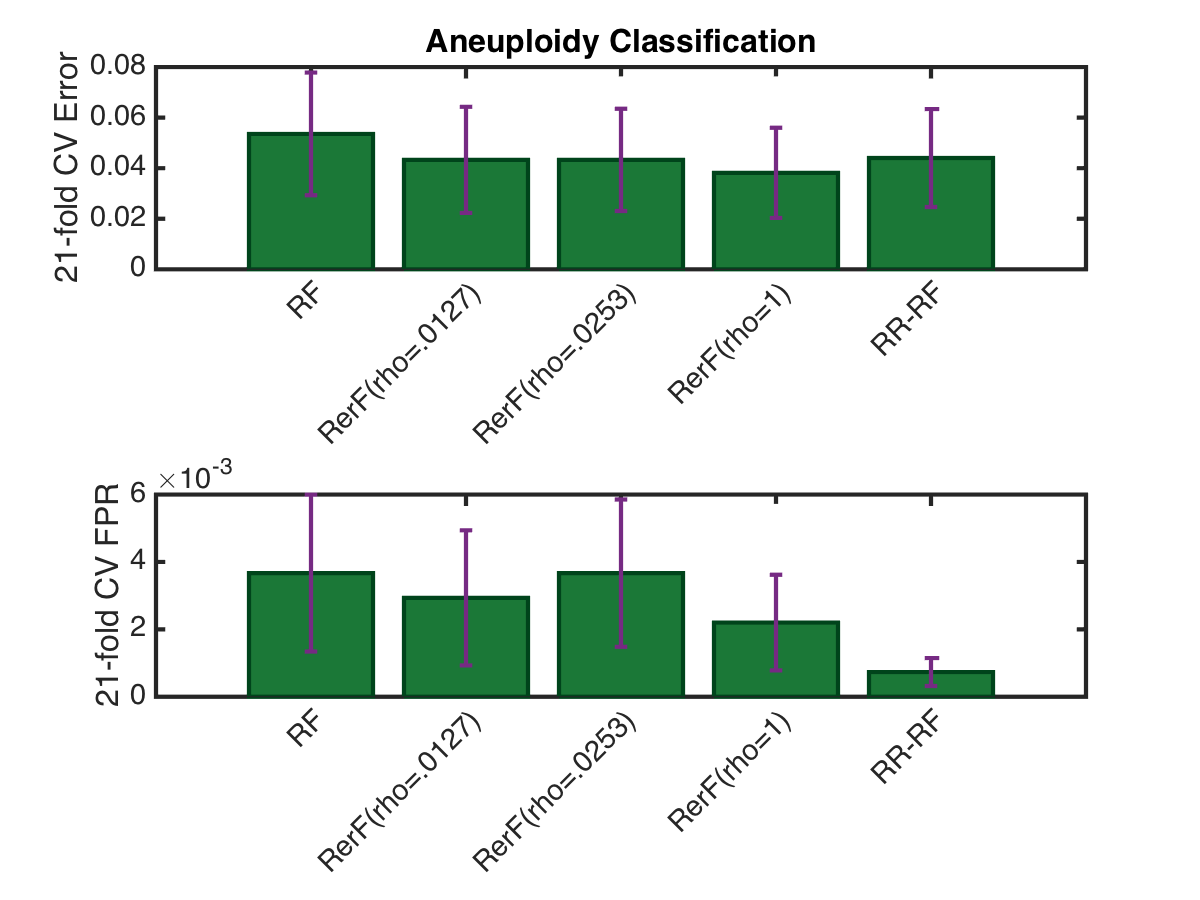 Aneuploidy Classification
21-fold CV Error
0.08
0.06
0.04
0.02
0
RF
RerF(rho=.0127)
RerF(rho=.0253)
RerF(rho=1)
RR-RF
×10-3
21-fold CV FPR
6
4
2
0
RF
RerF(rho=.0127)
RerF(rho=.0253)
RerF(rho=1)
RR-RF